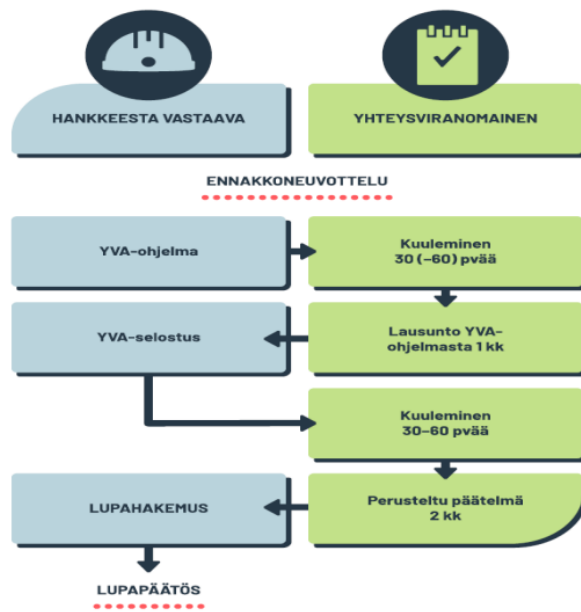 HANKKEESTA VASTAAVA
YHTEYSVIRANOMAINEN
ENNAKKONEUVOTTELU
YVA-ohjelma
Kuuleminen
30 (-60) pvää
YVA-selostus
Lausunto YVA-
ohjelmasta 1 kk
Kuuleminen
30-60 pvää
LUPAHAKEMUS
Perusteltu päätelmä
2 kk
LUPAPÄÄTÖS